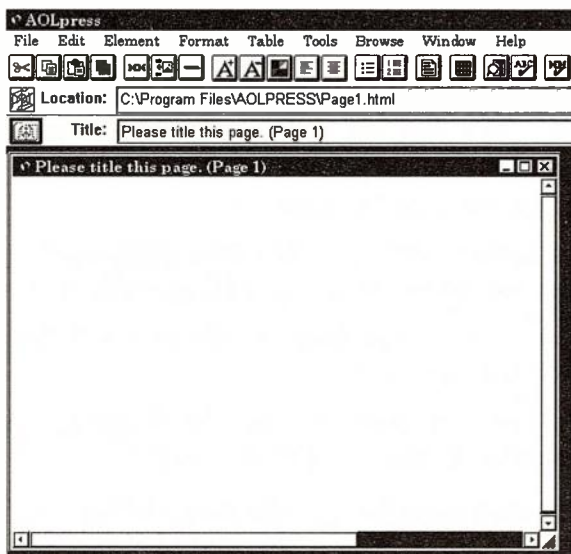 AOLpress
File Edit Element Format Table Tools Browse Window Help
Location: C:\Program Files\AOLPRESS\Page1.html
Title: Please title this page. (Page 1)
Please title this page. (Page 1)